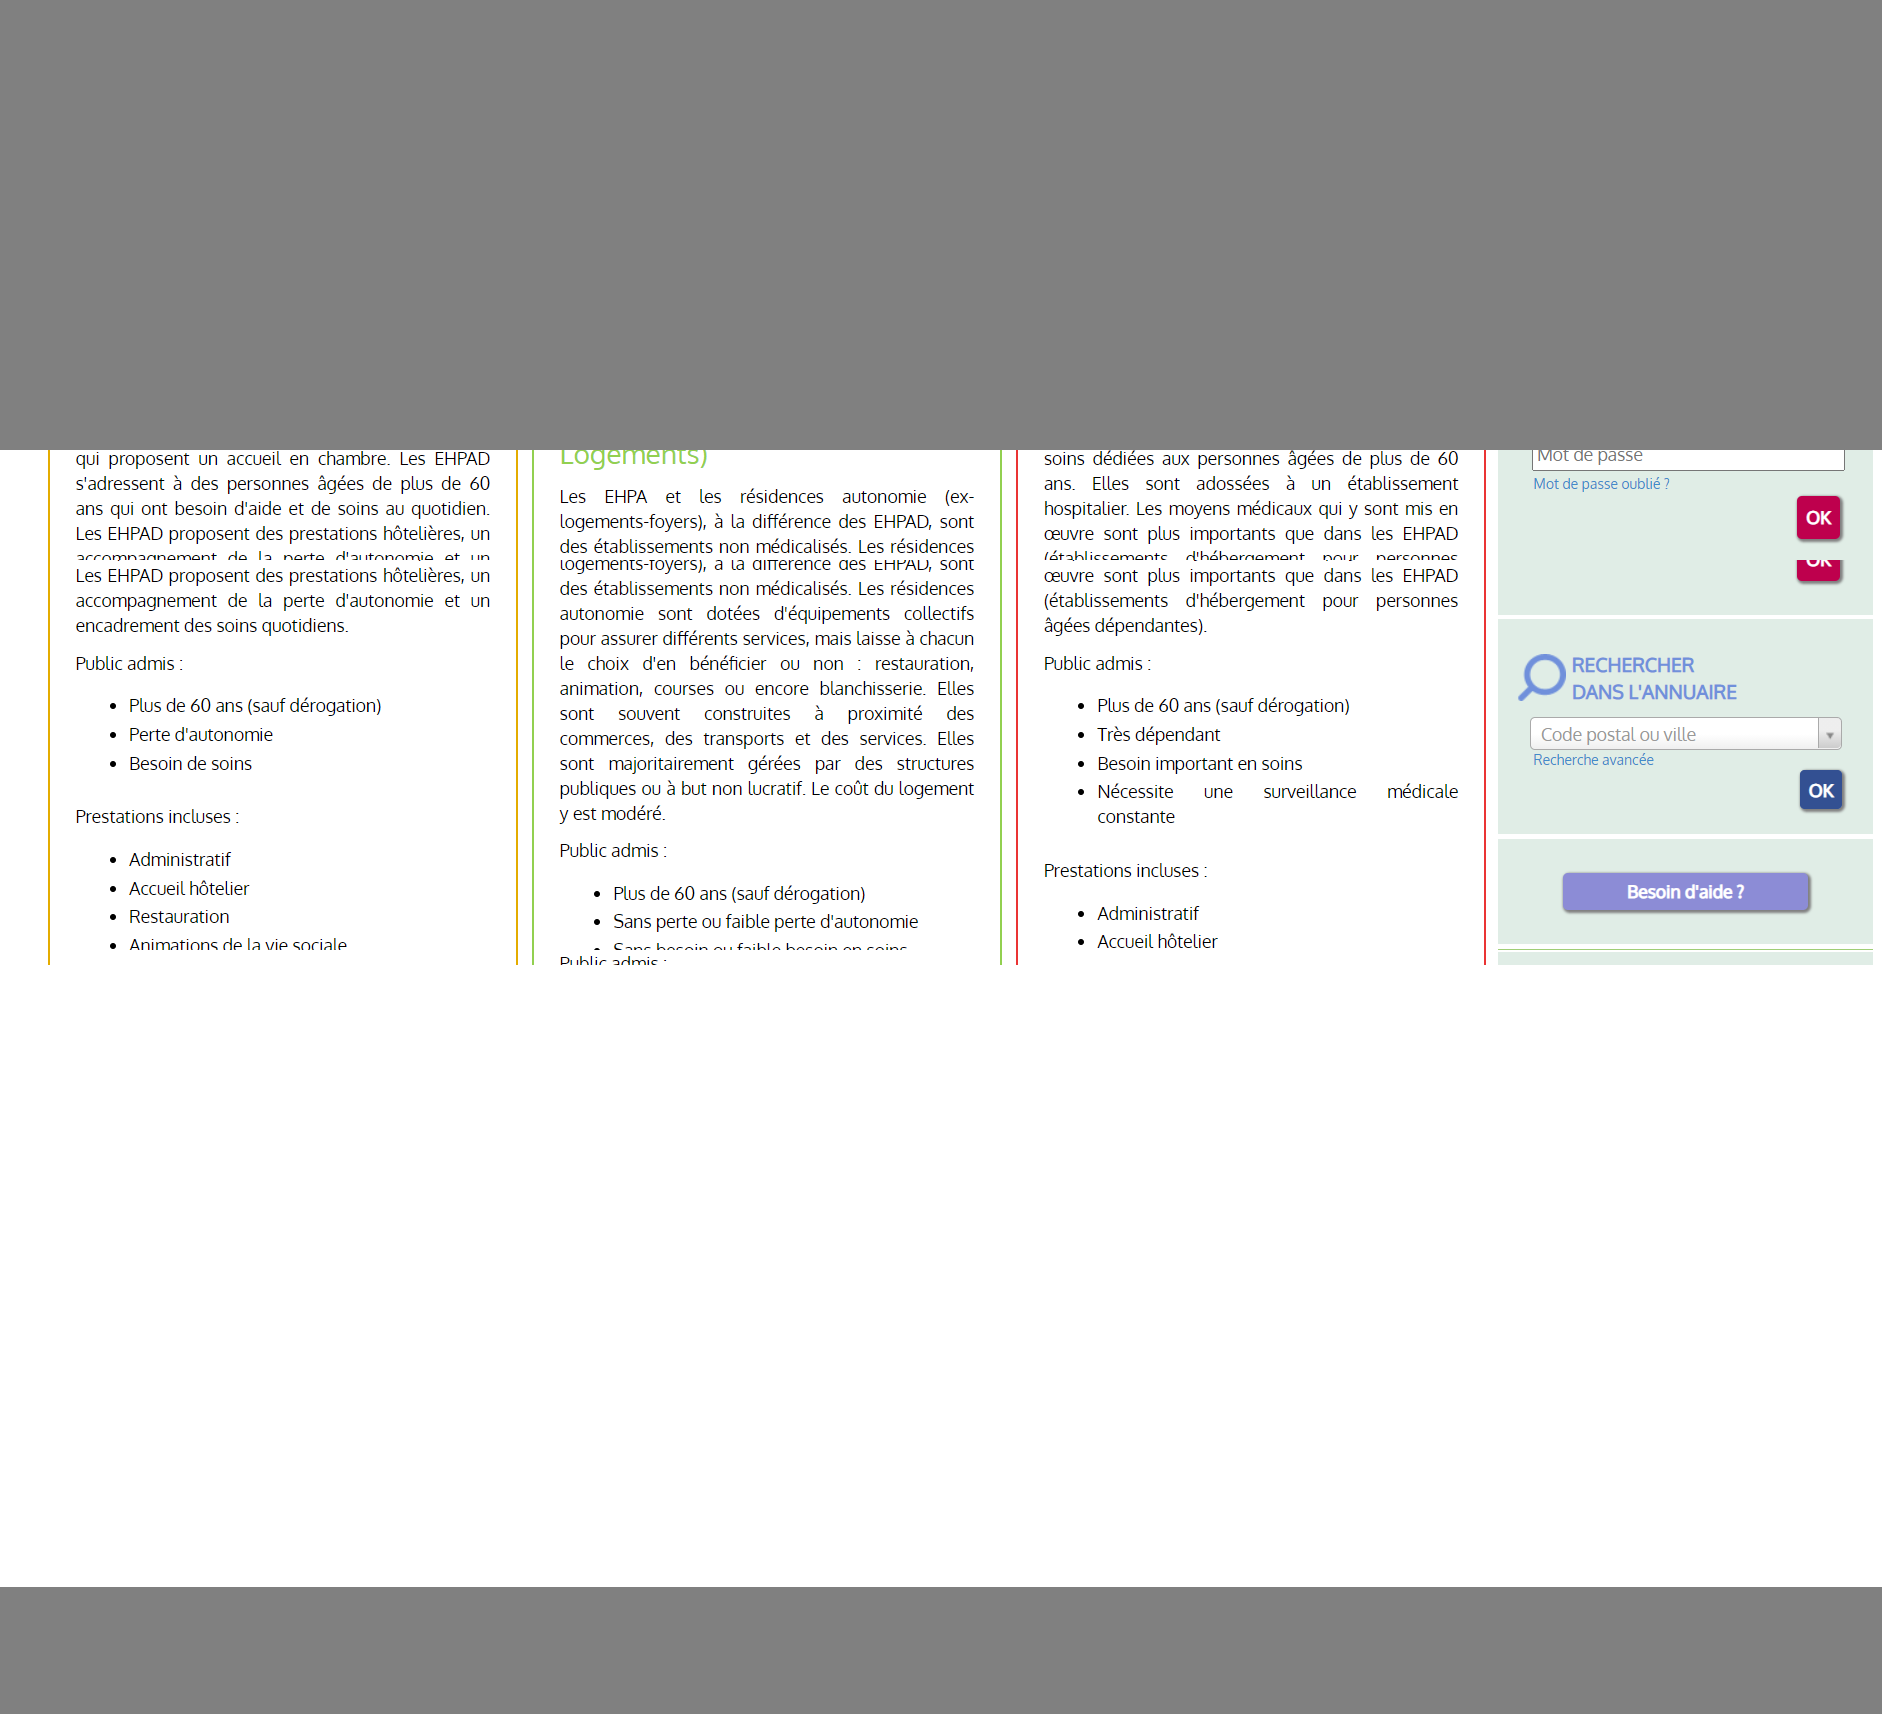 qui proposent un accueil en chambre. Les EHPAD
s'adressent à des personnes âgées de plus de 60
ans qui ont besoin d'aide et de soins au quotidien.
Les EHPAD proposent des prestations hôtelières, un
accompagnement de la perte d'autonomie et un
Les EHPAD proposent des prestations hôtelières, un
accompagnement de la perte d'autonomie et un
encadrement des soins quotidiens.
Public admis :
• Plus de 60 ans (sauf dérogation)
• Perte d'autonomie
• Besoin de soins
Prestations incluses :
• Administratif
• Accueil hôtelier
• Restauration
• Animations de la vie sociale
Logements)
Les EHPA et les résidences autonomie (ex-
logements-foyers), à la différence des EHPAD, sont
des établissements non médicalisés. Les résidences
logements-foyers), à la différence des EHPAD, sont
des établissements non médicalisés. Les résidences
autonomie sont dotées d'équipements collectifs
pour assurer différents services, mais laisse à chacun
le choix d'en bénéficier ou non : restauration,
animation, courses ou encore blanchisserie. Elles
sont souvent construites à proximité des
commerces, des transports et des services. Elles
sont majoritairement gérées par des structures
publiques ou à but non lucratif. Le coût du logement
y est modéré.
Public admis :
• Plus de 60 ans (sauf dérogation)
• Sans perte ou faible perte d'autonomie
• Sans besoin ou faible besoin en soins
Public admis :
soins dédiées aux personnes âgées de plus de 60
ans. Elles sont adossées à un établissement
hospitalier. Les moyens médicaux qui y sont mis en
œuvre sont plus importants que dans les EHPAD
(établissements d'hébergement pour personnes
œuvre sont plus importants que dans les EHPAD
(établissements d'hébergement pour personnes
âgées dépendantes).
Public admis :
• Plus de 60 ans (sauf dérogation)
• Très dépendant
• Besoin important en soins
• Nécessite une surveillance médicale
constante
Prestations incluses :
• Administratif
• Accueil hôtelier
Mot de passe
Mot de passe oublié ?
OK
OK
RECHERCHER
DANS L'ANNUAIRE
Code postal ou ville
Recherche avancée
OK
Besoin d'aide ?